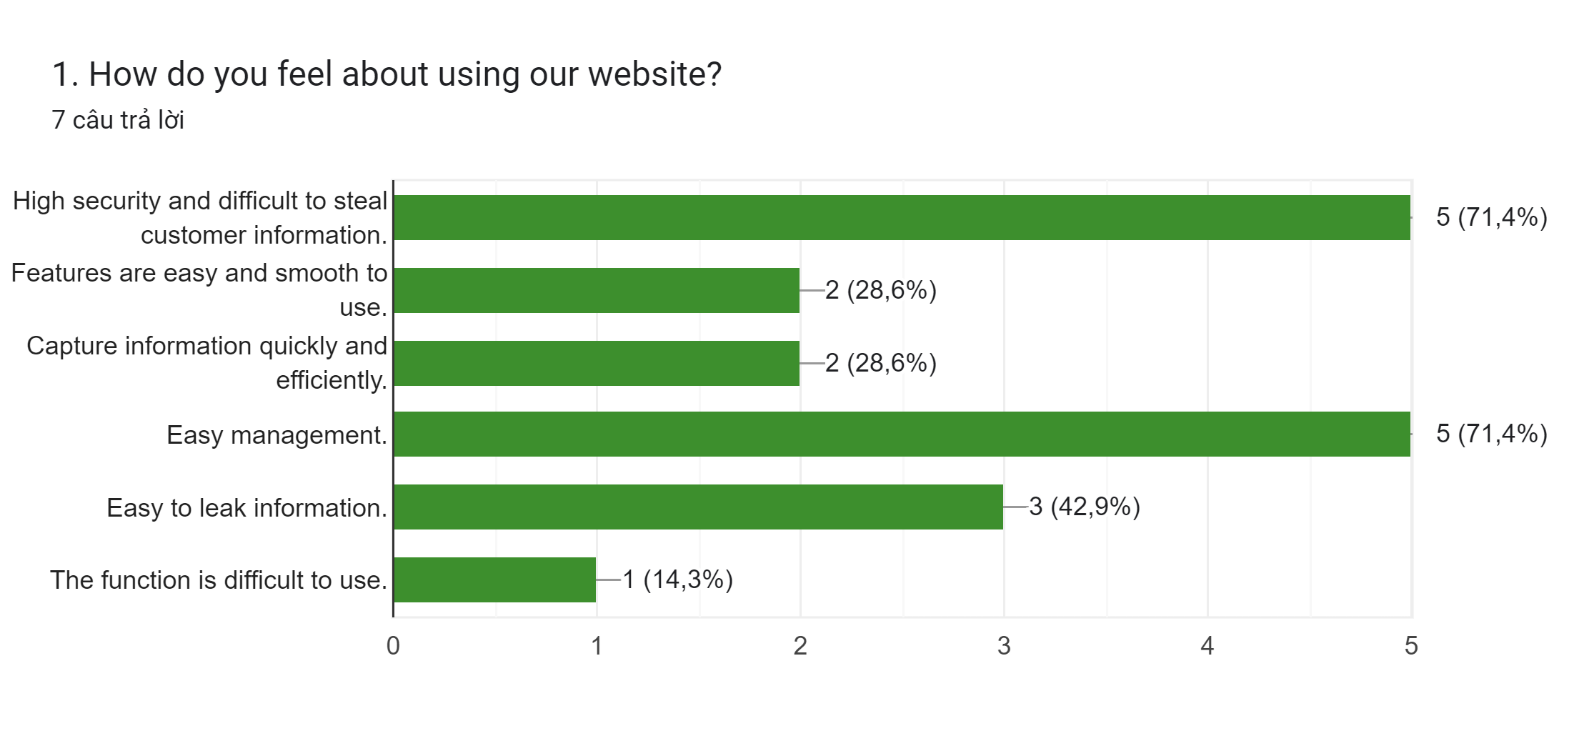 1. How do you feel about using our website?
7 câu trả lời
High security and difficult to steal
customer information.
5 (71,4%)
Features are easy and smooth to
use.
2 (28,6%)
Capture information quickly and
efficiently.
2 (28,6%)
Easy management.
5 (71,4%)
Easy to leak information.
3 (42,9%)
The function is difficult to use.
1 (14,3%)
0 1 2 3 4 5